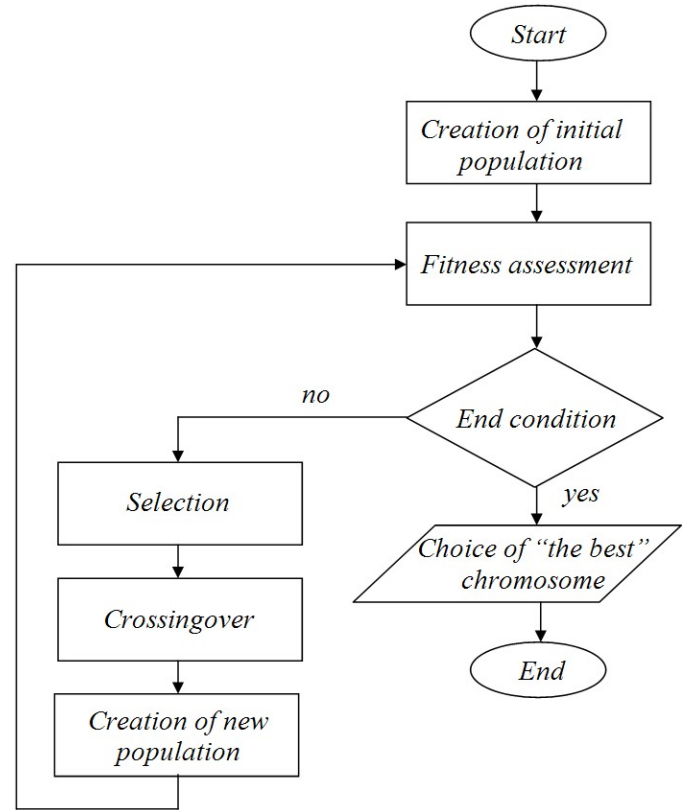 Start
Creation of initial
population
Fitness assessment
End condition
no
yes
Selection
Crossingover
Creation of new
population
Choice of “the best”
chromosome
End